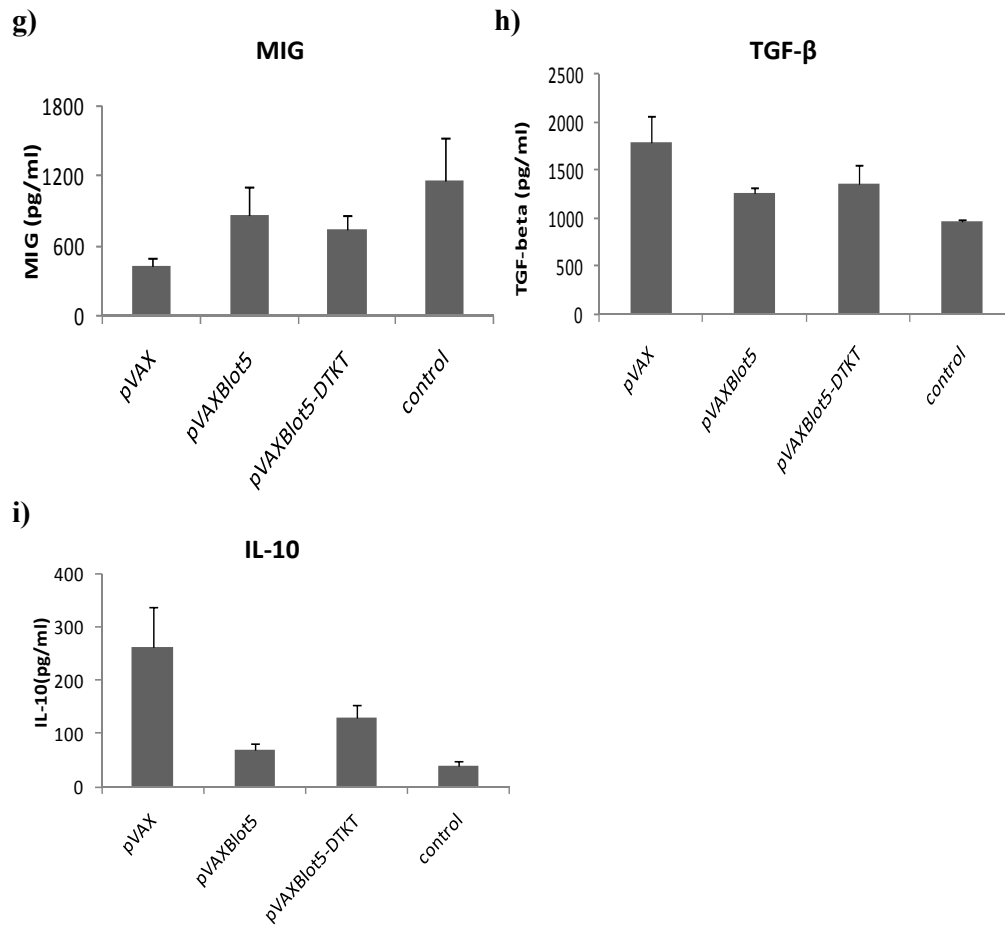 g)
MIG
MIG (pg/ml)
1800
1200
600
0
pVAX
pVAXBlot5
pVAXBlot5-DTKT
control
h)
TGF-β
TGF-beta (pg/ml)
2500
2000
1500
1000
500
0
pVAX
pVAXBlot5
pVAXBlot5-DTKT
control
i)
IL-10
IL-10(pg/ml)
400
300
200
100
0
pVAX
pVAXBlot5
pVAXBlot5-DTKT
control